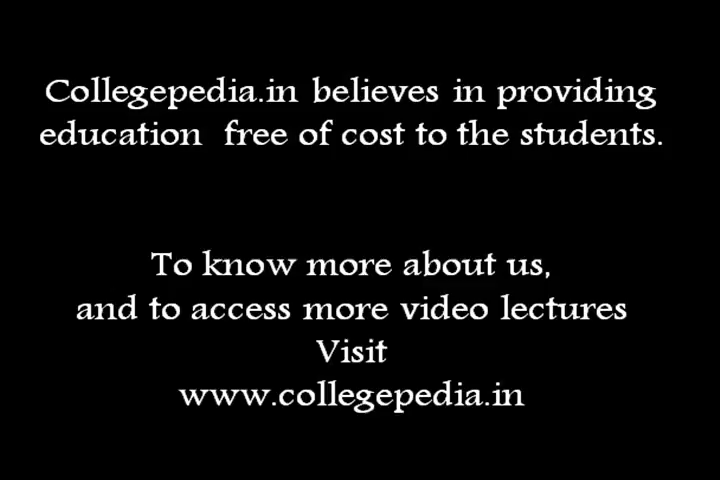 Collegepedia.in believes in providing
education  free of cost to the students.
To know more about us,
and to access more video lectures
Visit
www.collegepedia.in